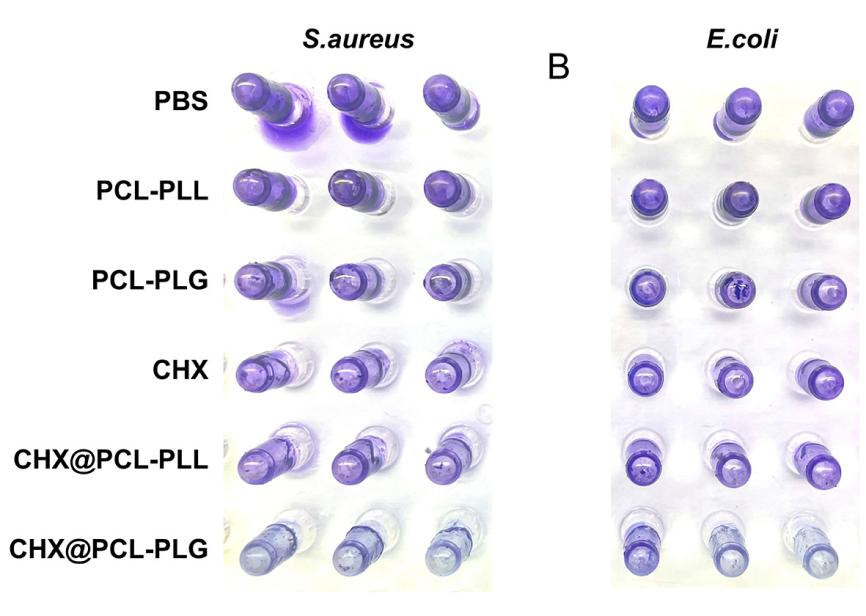 S.aureus
B
E.coli
PBS
PCL-PLL
PCL-PLG
CHX
CHX@PCL-PLL
CHX@PCL-PLG